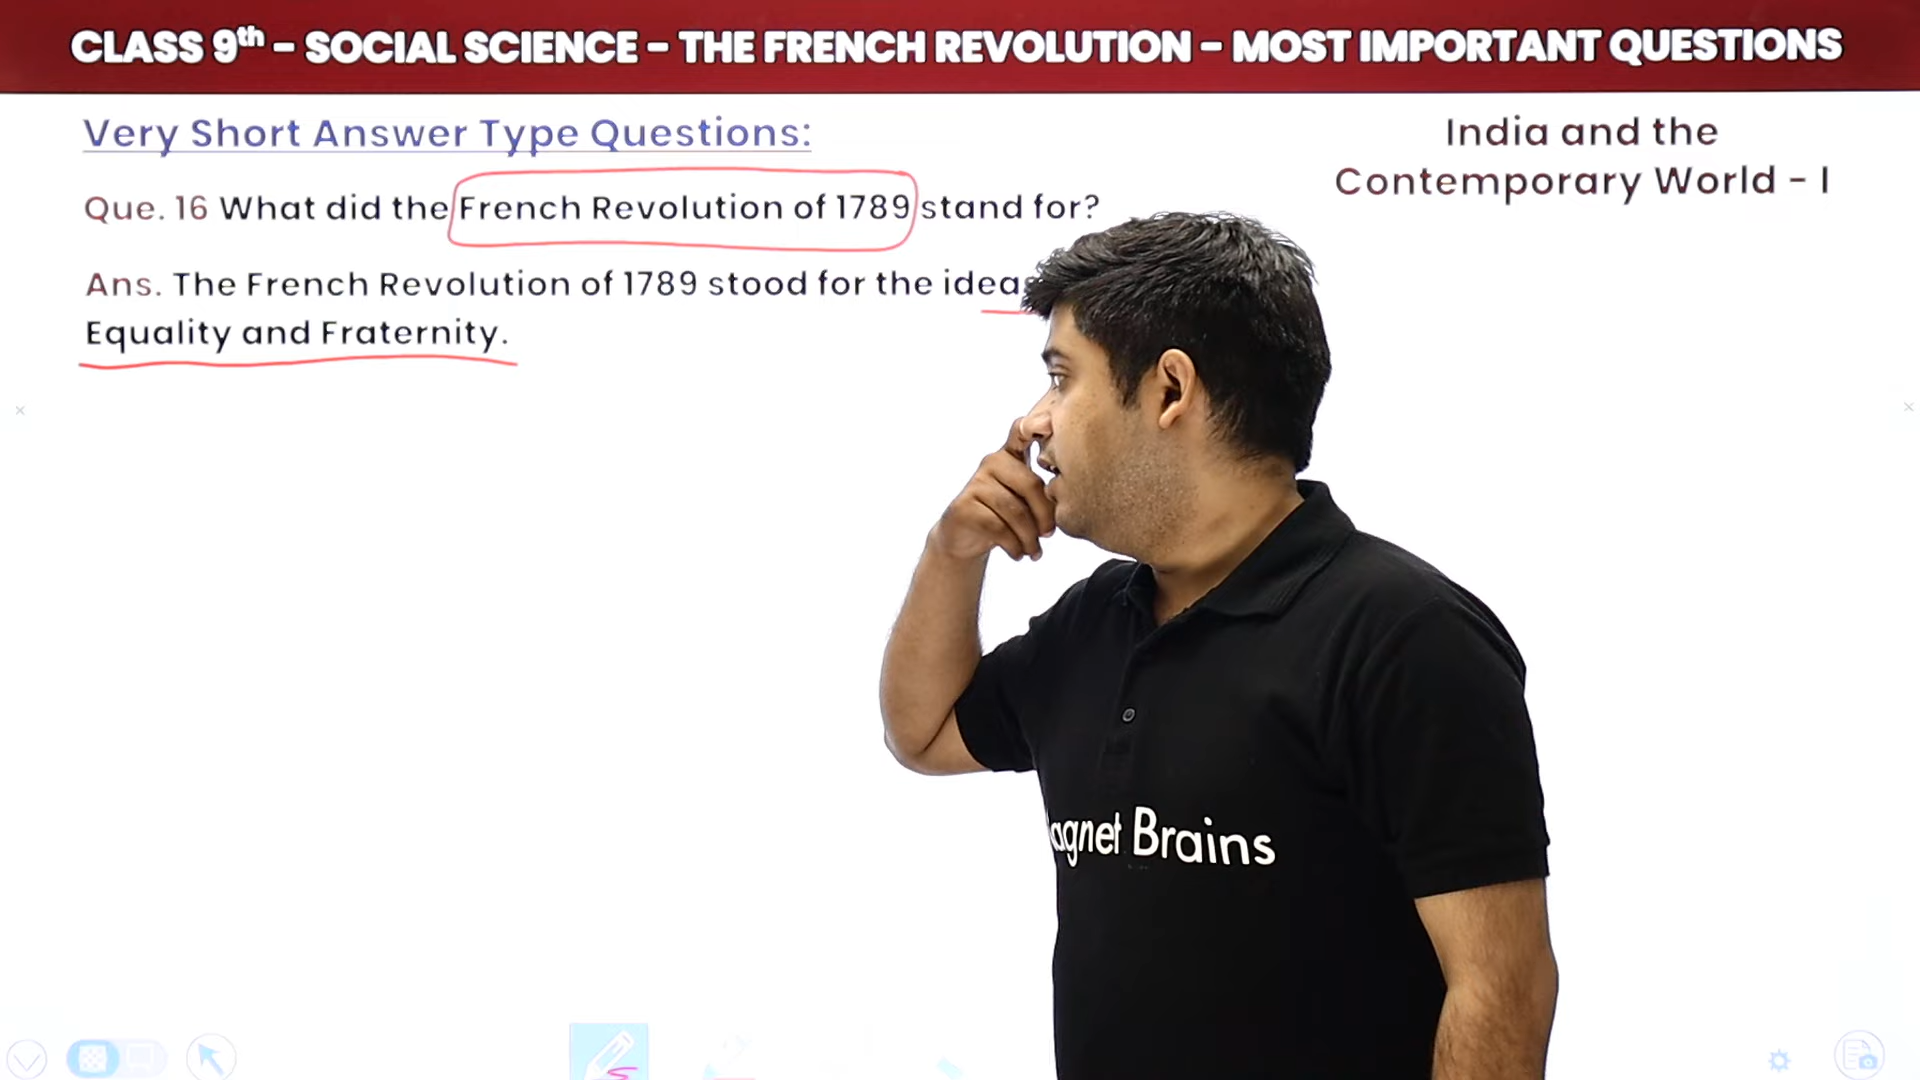 CLASS 9th - SOCIAL SCIENCE - THE FRENCH REVOLUTION - MOST IMPORTANT QUESTIONS
Very Short Answer Type Questions:
India and the
Contemporary World - I
Que. 16 What did the French Revolution of 1789 stand for?
Ans. The French Revolution of 1789 stood for the
Equality and Fraternity.
Brains